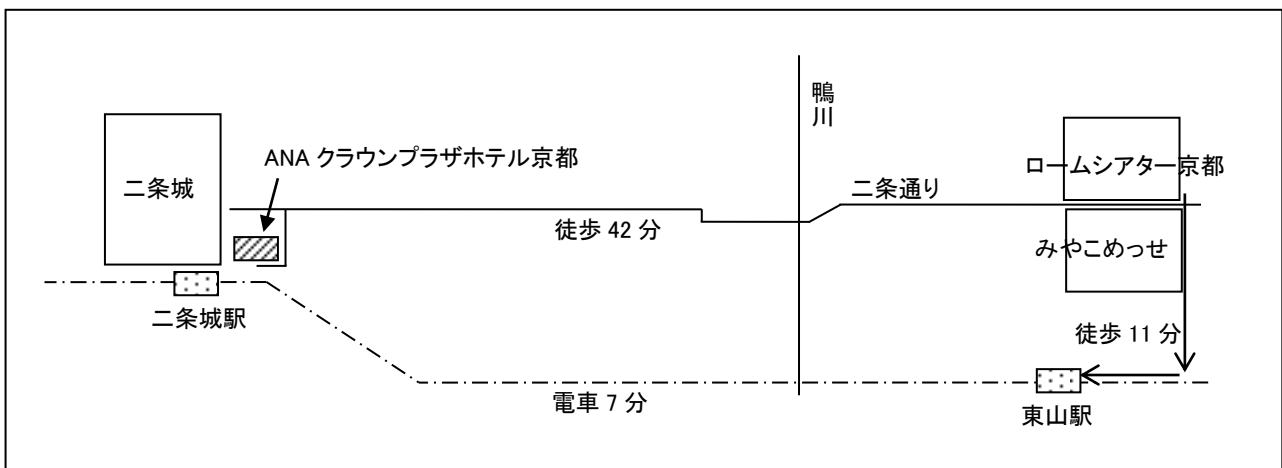 鴨川
ANA クラウンプラザホテル京都
ロームシアター京都
二条城
二条通り
徒歩 42 分
みやこめっせ
二条城駅
徒歩 11 分
電車 7 分
東山駅